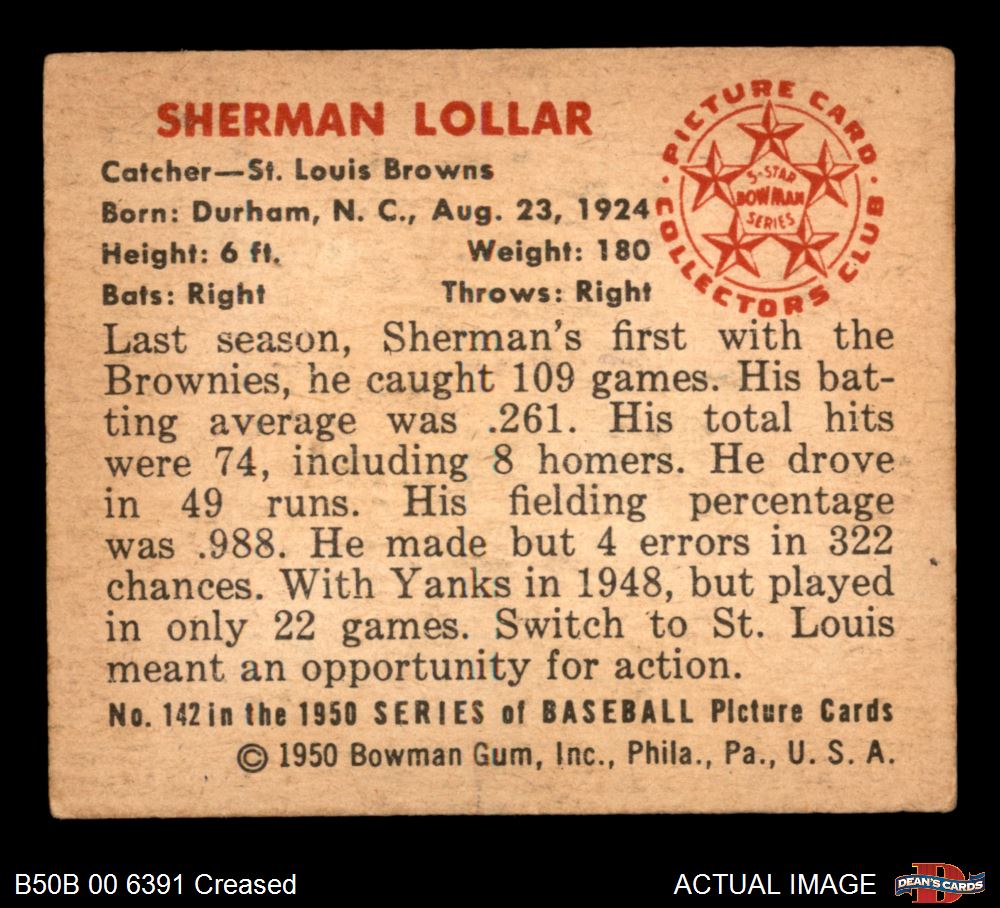 SHERMAN LOLLAR
Catcher—St. Louis Browns
Born: Durham, N. C., Aug. 23, 1924
Height: 6 ft. Weight: 180
Bats: Right Throws: Right
PICTURE CARD
COLLECTORS CLUB
5-STAR
BOWMAN
SERIES
Last season, Sherman's first with the
Brownies, he caught 109 games. His bat-
ting average was .261. His total hits
were 74, including 8 homers. He drove
in 49 runs. His fielding percentage
was .988. He made but 4 errors in 322
chances. With Yanks in 1948, but played
in only 22 games. Switch to St. Louis
meant an opportunity for action.
No. 142 in the 1950 SERIES of BASEBALL Picture Cards
© 1950 Bowman Gum, Inc., Phila., Pa., U. S. A.
B50B 00 6391 Creased
ACTUAL IMAGE
D
DEAN'S CARDS